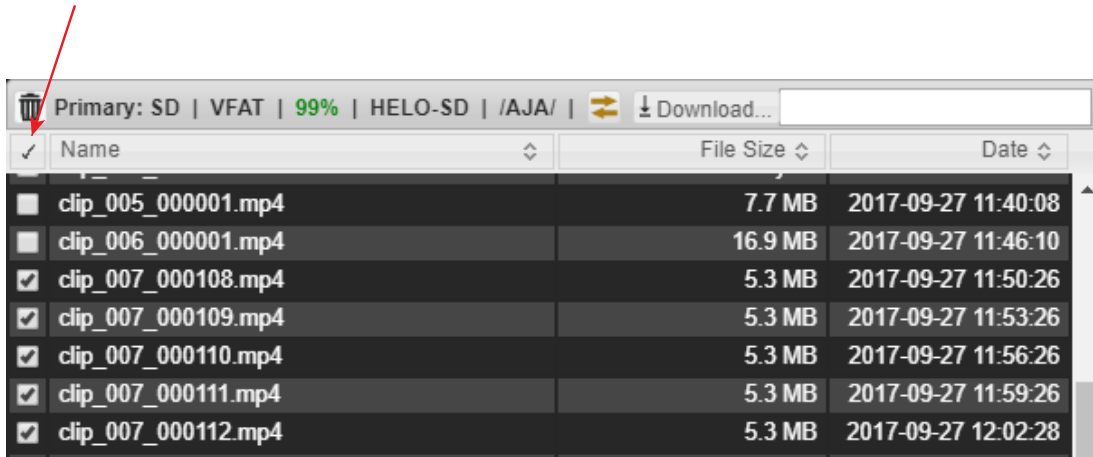 Primary: SD | VFAT | 99% | HELO-SD | /AJA/ | Download...
Name File Size Date
clip_005_000001.mp4 7.7 MB 2017-09-27 11:40:08
clip_006_000001.mp4 16.9 MB 2017-09-27 11:46:10
clip_007_000108.mp4 5.3 MB 2017-09-27 11:50:26
clip_007_000109.mp4 5.3 MB 2017-09-27 11:53:26
clip_007_000110.mp4 5.3 MB 2017-09-27 11:56:26
clip_007_000111.mp4 5.3 MB 2017-09-27 11:59:26
clip_007_000112.mp4 5.3 MB 2017-09-27 12:02:28